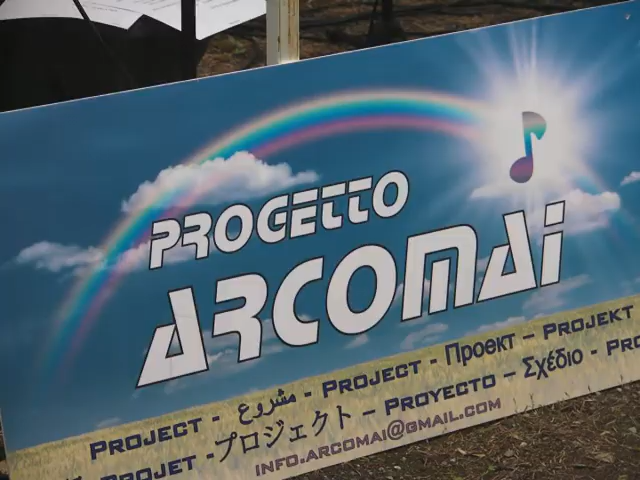 PROGETTO
ARCOMAi
PROJECT - مشروع - PROJECT - Проект - PROJEKT
PROJET - プロジェクト - PROYECTO - Σχέδιο - PRO
INFO.ARCOMAI@GMAIL.COM